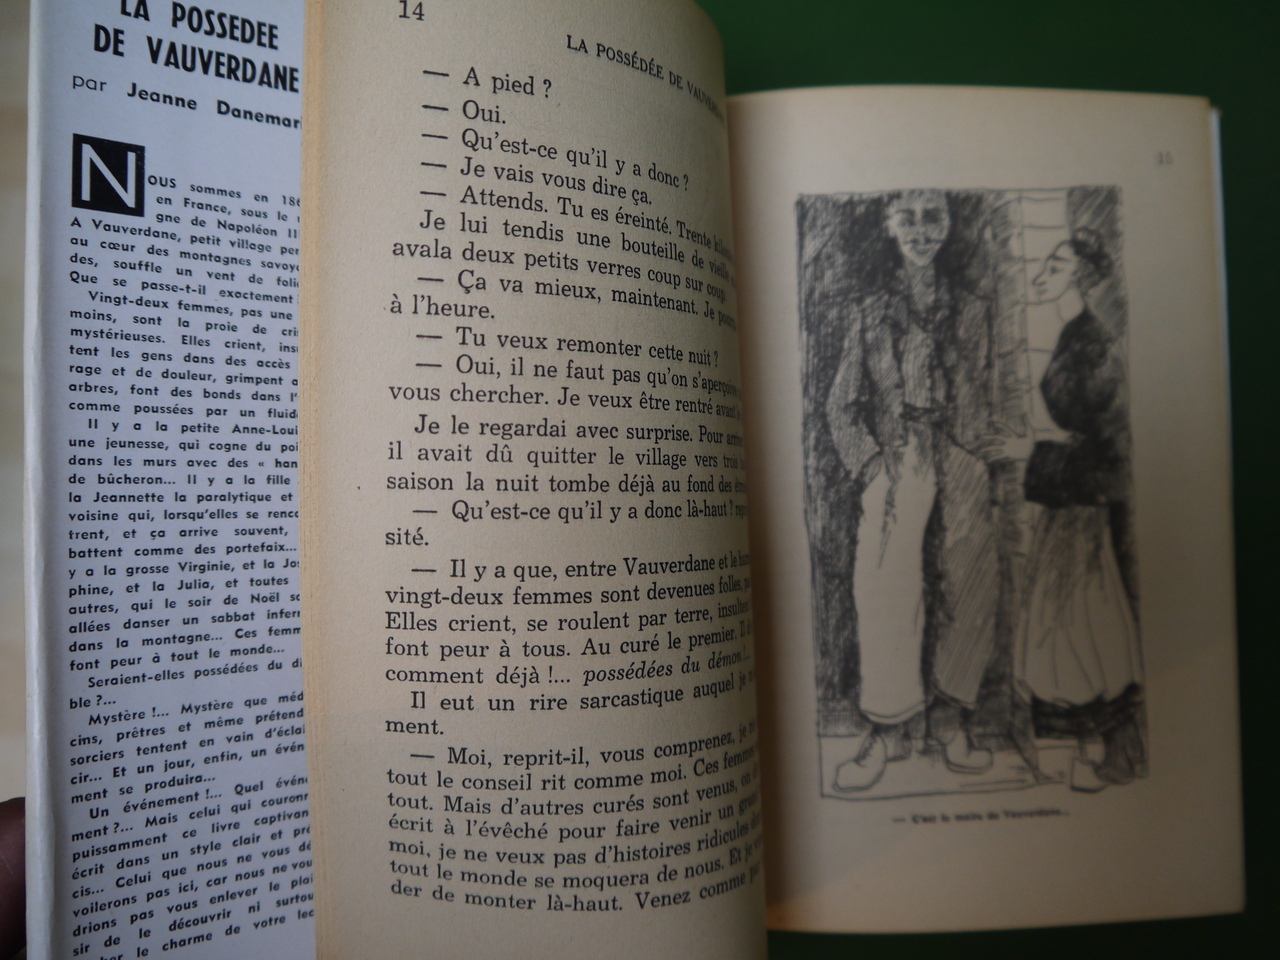 LA POSSEDEE
DE VAUVERDANE
par Jeanne Danemar
NOUS sommes en 186
en France, sous le
gne de Napoléon II
A Vauverdane, petit village per
au cœur des montagnes savoy
des, souffle un vent de foli
Que se passe-t-il exactement
Vingt-deux femmes, pas une
moins, sont la proie de cri
mystérieuses. Elles crient, ins
tent les gens dans des accès
rage et de douleur, grimpent a
arbres, font des bonds dans l'
comme poussées par un fluid
Il y a la petite Anne-Loui
une jeunesse, qui cogne du poi
dans les murs avec des « han
de bûcheron... Il y a la fille
la Jeannette la paralytique et
voisine qui, lorsqu'elles se renc
trent, et ça arrive souvent,
battent comme des portefaix...
y a la grosse Virginie, et la Jo
phine, et la Julia, et toutes
autres, qui le soir de Noël so
allées danser un sabbat infern
dans la montagne... Ces femm
font peur à tout le monde...
Seraient-elles possédées du di
ble ?...
Mystère !... Mystère que méd
cins, prêtres et même prétend
sorciers tentent en vain d'éclai
cir... Et un jour, enfin, un évén
ment se produira...
Un événement !... Quel évén
ment ?... Mais celui qui couronn
puissamment ce livre captivan
écrit dans un style clair et pré
cis... Celui que nous ne vous dé
voilerons pas ici, car nous ne vou
drions pas vous enlever le plai
sir de le découvrir ni surtou
le charme de votre lec
14
LA POSSÉDÉE DE VAUVER
— A pied ?
— Oui.
— Qu'est-ce qu'il y a donc ?
— Je vais vous dire ça.
— Attends. Tu es éreinté. Trente
Je lui tendis une bouteille de
avala deux petits verres coup sur coup.
— Ça va mieux, maintenant. Je
à l'heure.
— Tu veux remonter cette nuit ?
— Oui, il ne faut pas qu'on s'aperçoive
vous chercher. Je veux être rentré avant
Je le regardai avec surprise. Pour
il avait dû quitter le village vers trois
saison la nuit tombe déjà au fond des
— Qu'est-ce qu'il y a donc là-haut ?
sité.
— Il y a que, entre Vauverdane et le
vingt-deux femmes sont devenues folles,
Elles crient, se roulent par terre, insultent
font peur à tous. Au curé le premier. Il
comment déjà !... possédées du démon !..
Il eut un rire sarcastique auquel je
ment.
— Moi, reprit-il, vous comprenez, je
tout le conseil rit comme moi. Ces femmes
tout. Mais d'autres curés sont venus, on
écrit à l'évêché pour faire venir un
moi, je ne veux pas d'histoires ridicules
tout le monde se moquera de nous. Et
der de monter là-haut. Venez comme
15
— C'est le maire de Vauverdane...